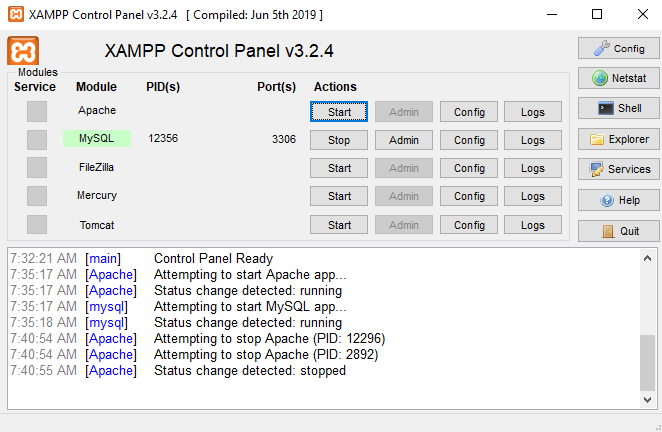 XAMPP Control Panel v3.2.4 [ Compiled: Jun 5th 2019 ]
XAMPP Control Panel v3.2.4
Config
Modules
Service Module PID(s) Port(s) Actions
Netstat
Apache Start Admin Config Logs
Shell
MySQL 12356 3306 Stop Admin Config Logs
Explorer
FileZilla Start Admin Config Logs
Services
Mercury Start Admin Config Logs
Help
Tomcat Start Admin Config Logs
Quit
7:32:21 AM [main] Control Panel Ready
7:35:17 AM [Apache] Attempting to start Apache app...
7:35:17 AM [Apache] Status change detected: running
7:35:17 AM [mysql] Attempting to start MySQL app...
7:35:18 AM [mysql] Status change detected: running
7:40:54 AM [Apache] Attempting to stop Apache (PID: 12296)
7:40:54 AM [Apache] Attempting to stop Apache (PID: 2892)
7:40:55 AM [Apache] Status change detected: stopped